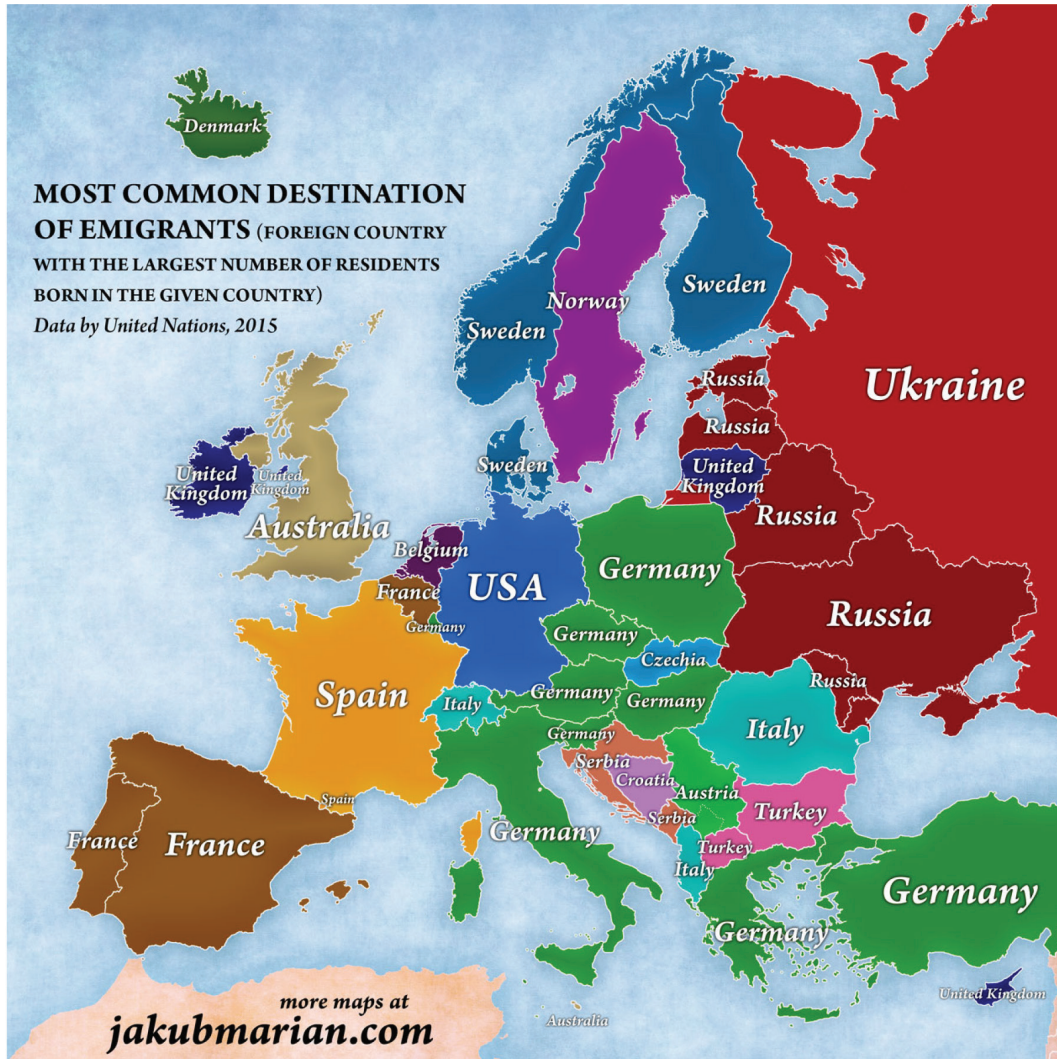 Denmark
MOST COMMON DESTINATION
OF EMIGRANTS (FOREIGN COUNTRY
WITH THE LARGEST NUMBER OF RESIDENTS
BORN IN THE GIVEN COUNTRY)
Data by United Nations, 2015
Sweden
Norway
Sweden
Russia
Ukraine
Russia
Sweden
United
Kingdom
United
Kingdom
United
Kingdom
Australia
Russia
Belgium
USA
Germany
France
Germany
Russia
Germany
Czechia
Spain
Italy
Germany
Germany
Russia
Germany
Italy
Serbia
Croatia
Austria
Spain
Serbia
Turkey
France
France
Germany
Turkey
Italy
Germany
Germany
United Kingdom
Australia
more maps at
jakubmarian.com